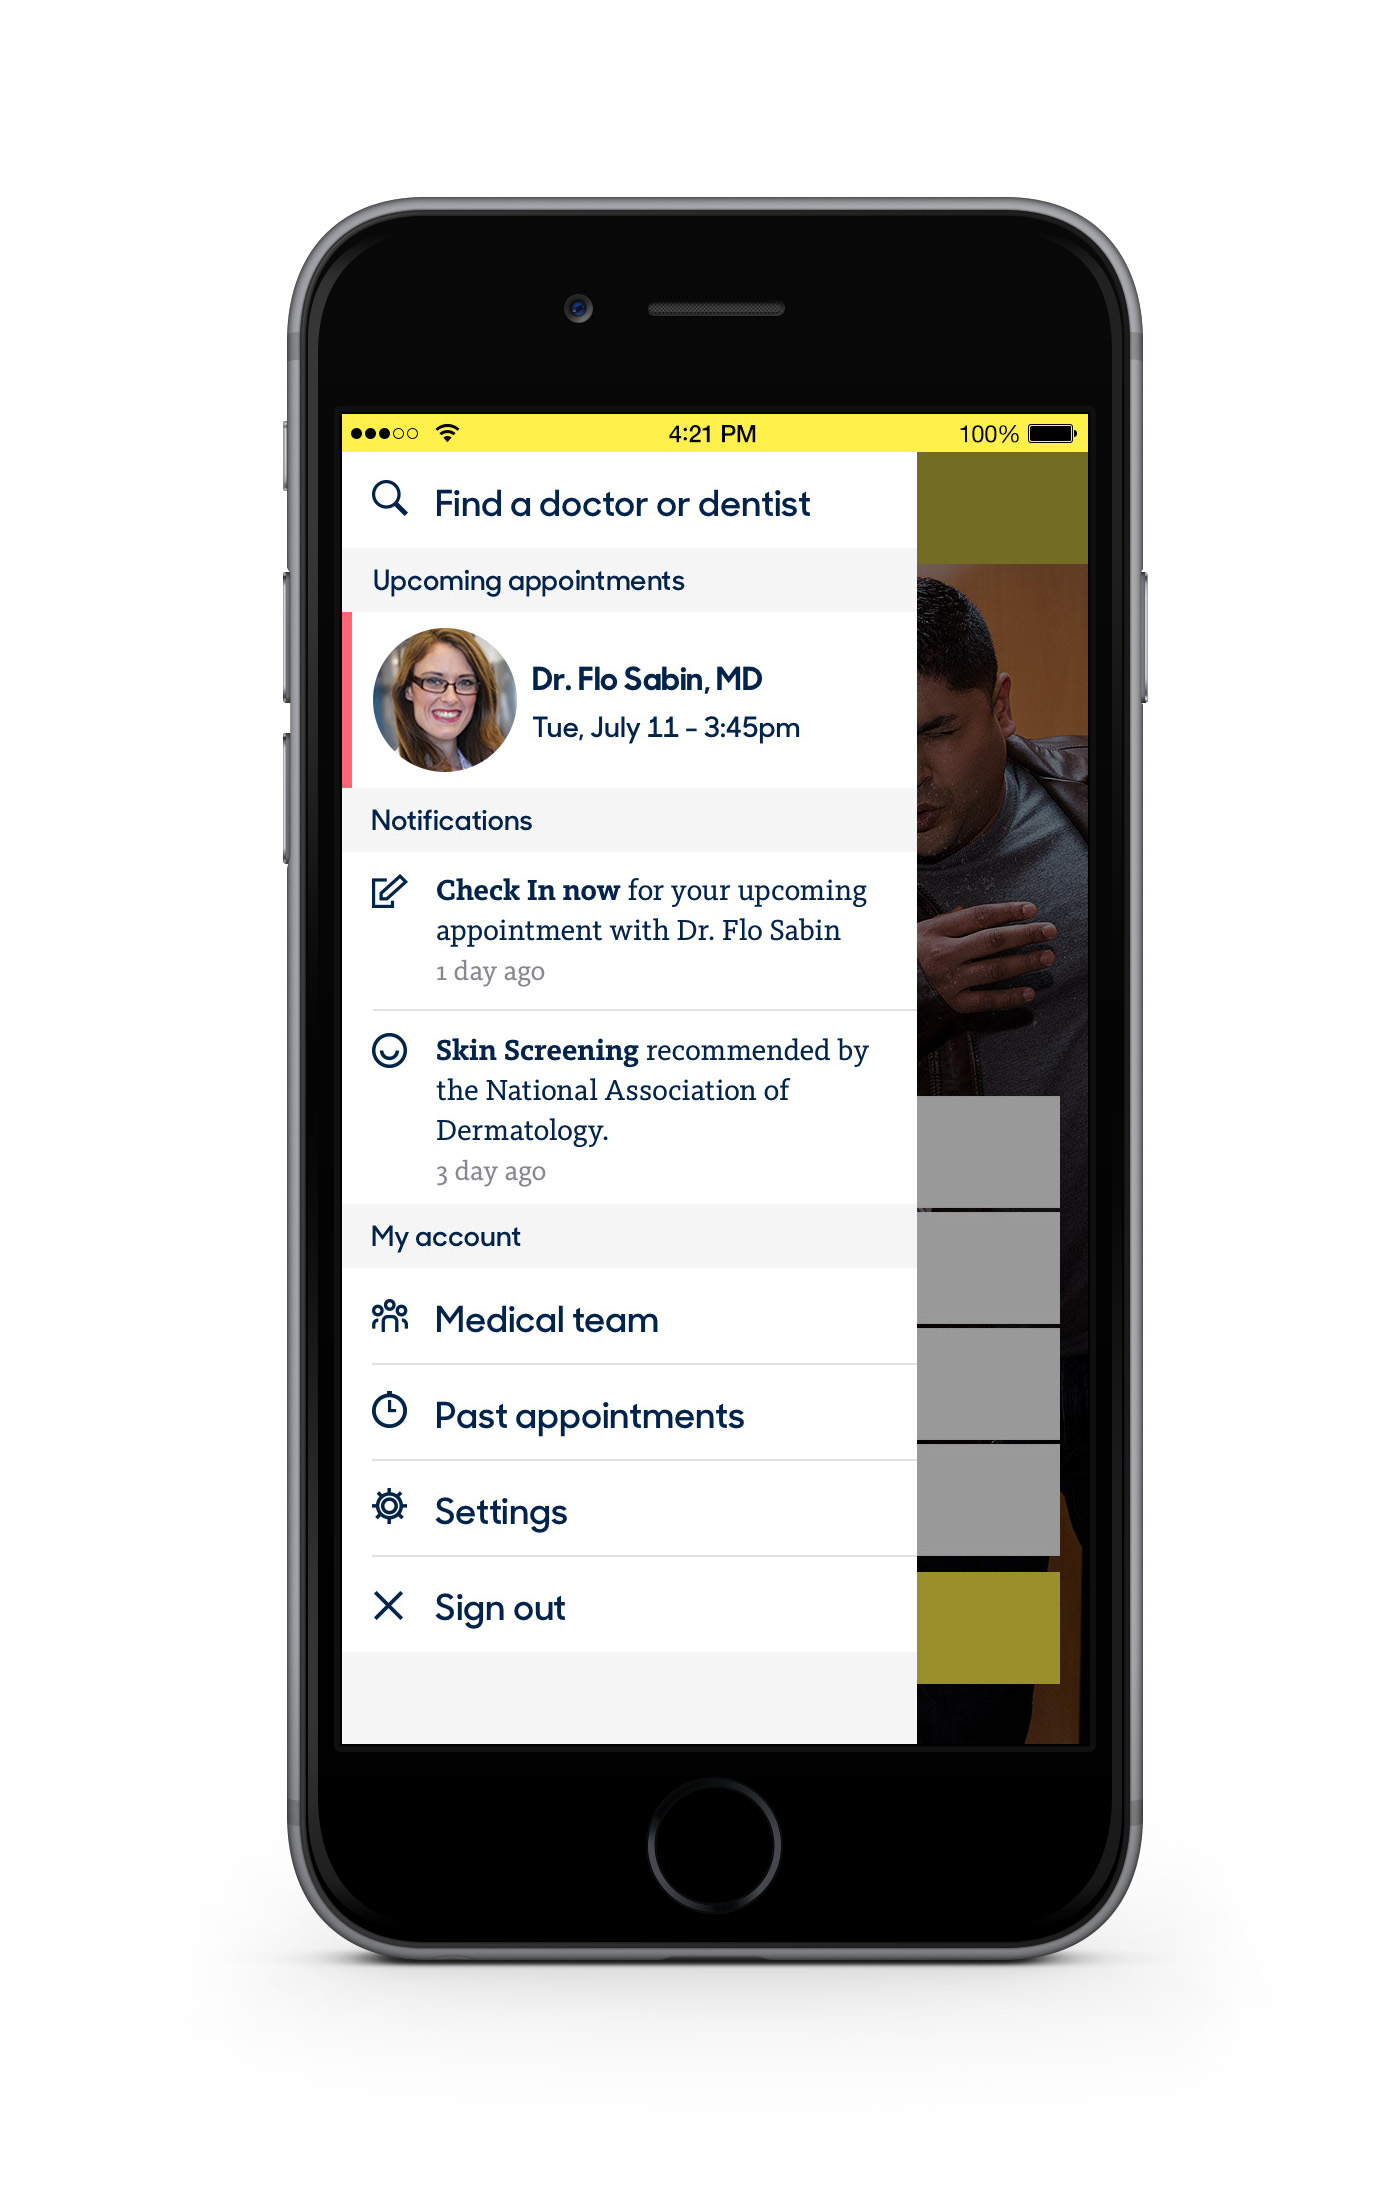 4:21 PM
100%
Find a doctor or dentist
Upcoming appointments
Dr. Flo Sabin, MD
Tue, July 11 - 3:45pm
Notifications
Check In now for your upcoming
appointment with Dr. Flo Sabin
1 day ago
Skin Screening recommended by
the National Association of
Dermatology.
3 day ago
My account
Medical team
Past appointments
Settings
Sign out